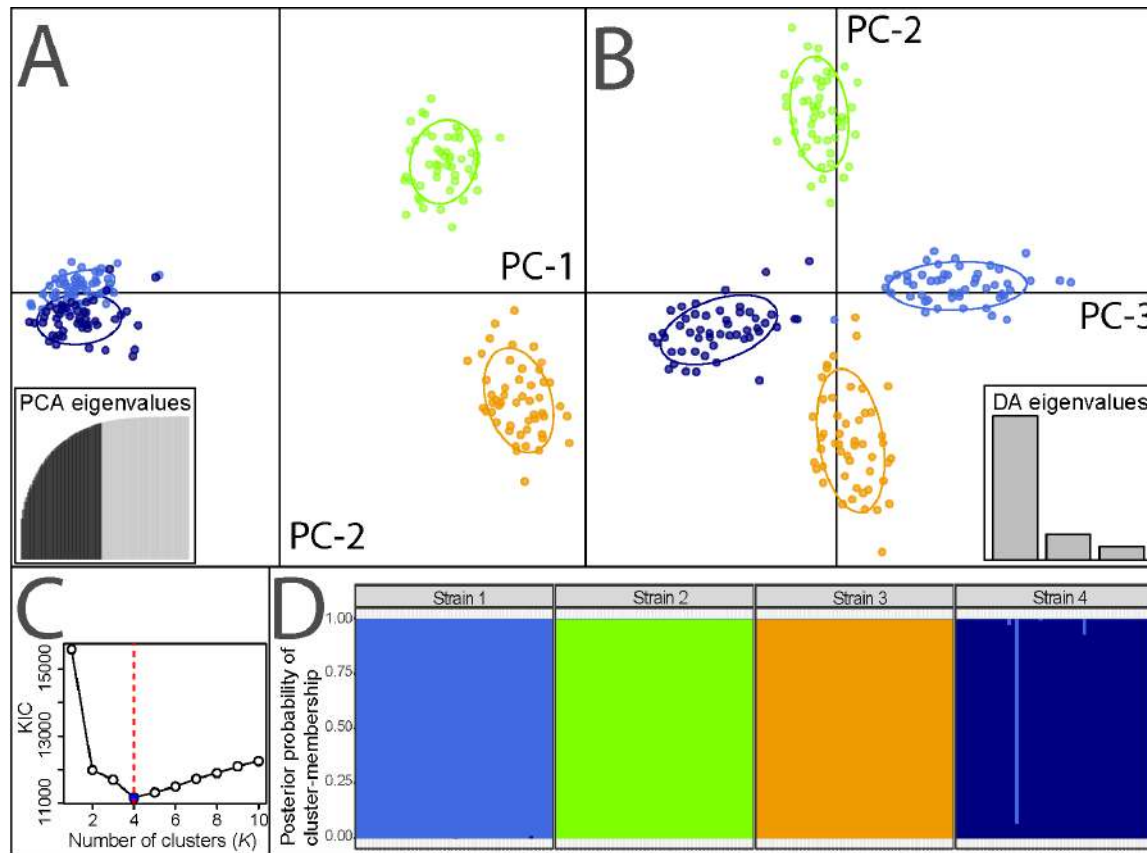 A
PC-1
PC-2
PCA eigenvalues
B
PC-2
PC-3
DA eigenvalues
C
KIC
15000
13000
11000
2 4 6 8 10
Number of clusters (K)
D
Strain 1 Strain 2 Strain 3 Strain 4
Posterior probability of
cluster-membership
1.00
0.75
0.50
0.25
0.00